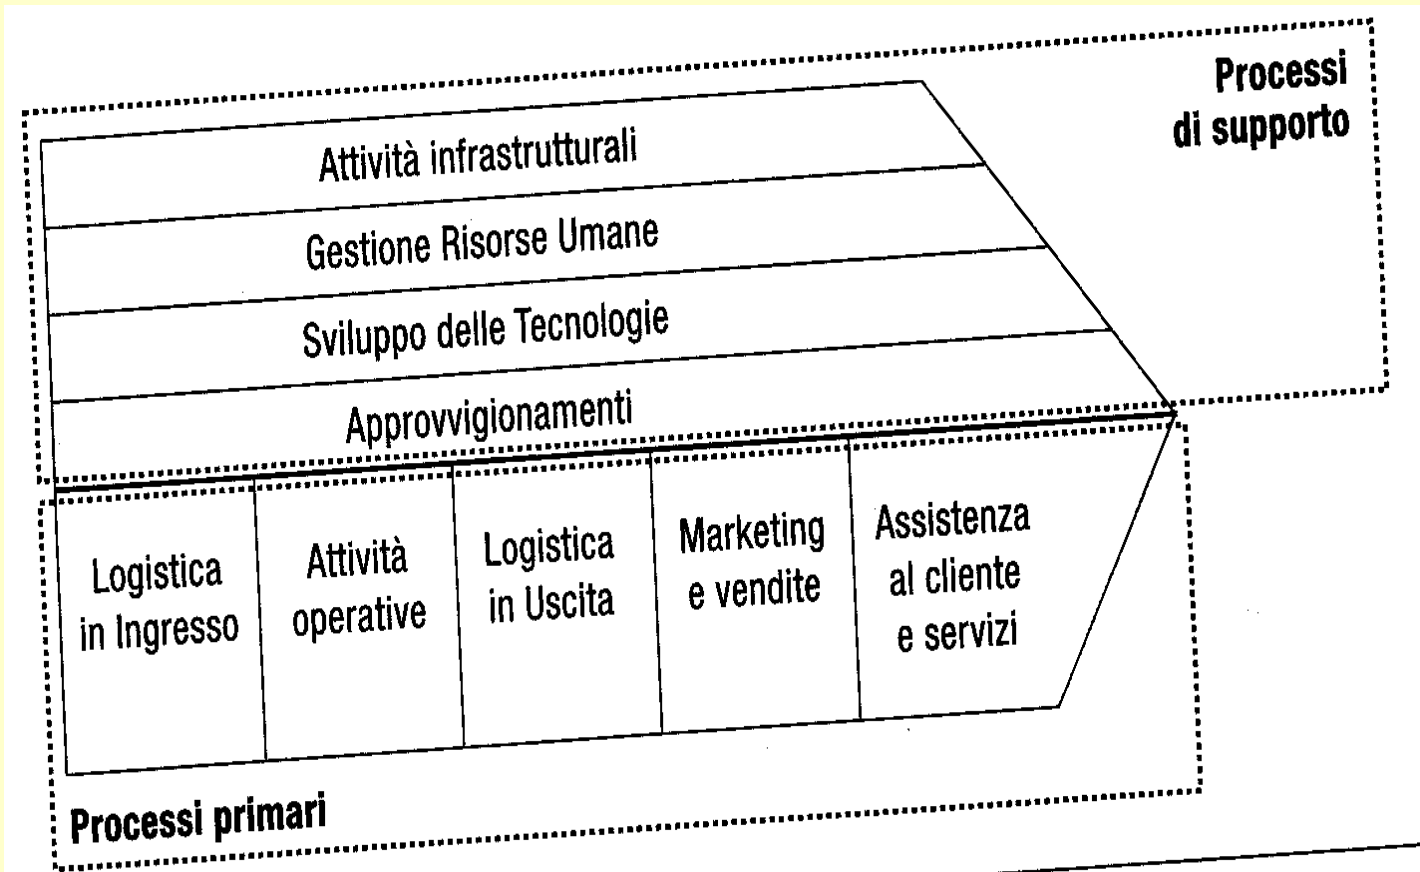 Processi
di supporto
Attività infrastrutturali
Gestione Risorse Umane
Sviluppo delle Tecnologie
Approvvigionamenti
Logistica
in Ingresso
Attività
operative
Logistica
in Uscita
Marketing
e vendite
Assistenza
al cliente
e servizi
Processi primari